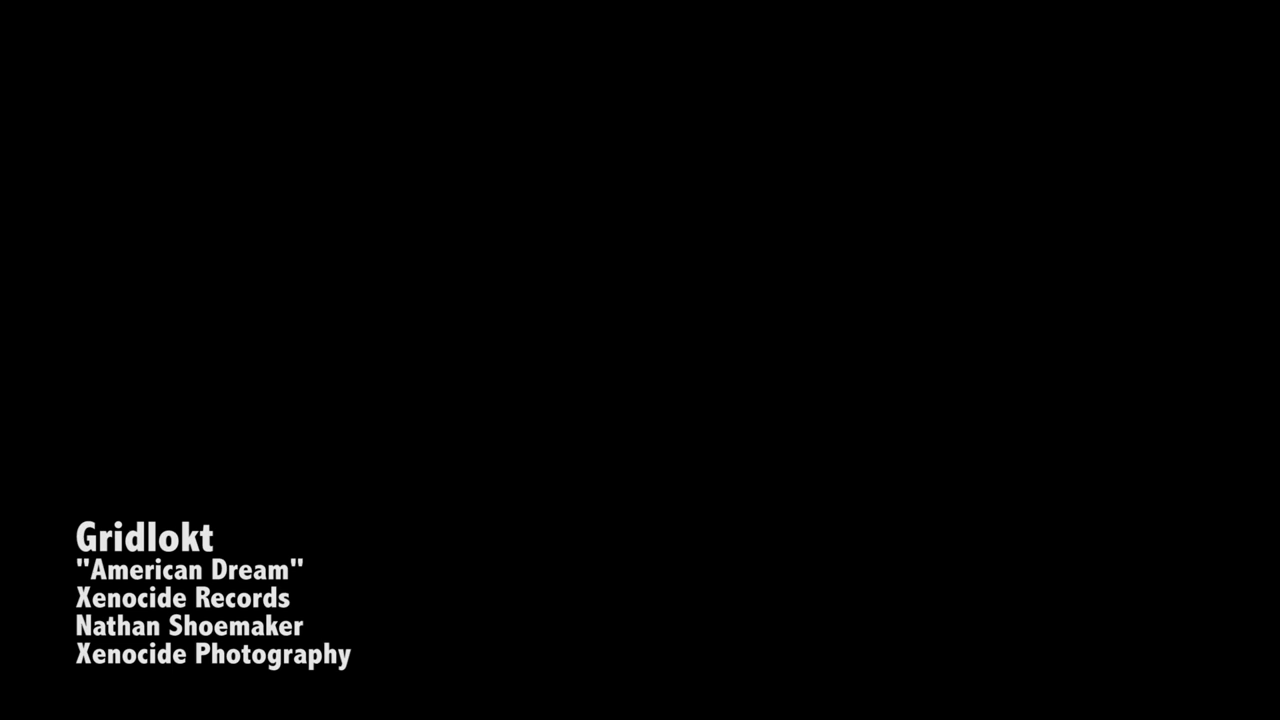 Gridlokt
"American Dream"
Xenocide Records
Nathan Shoemaker
Xenocide Photography